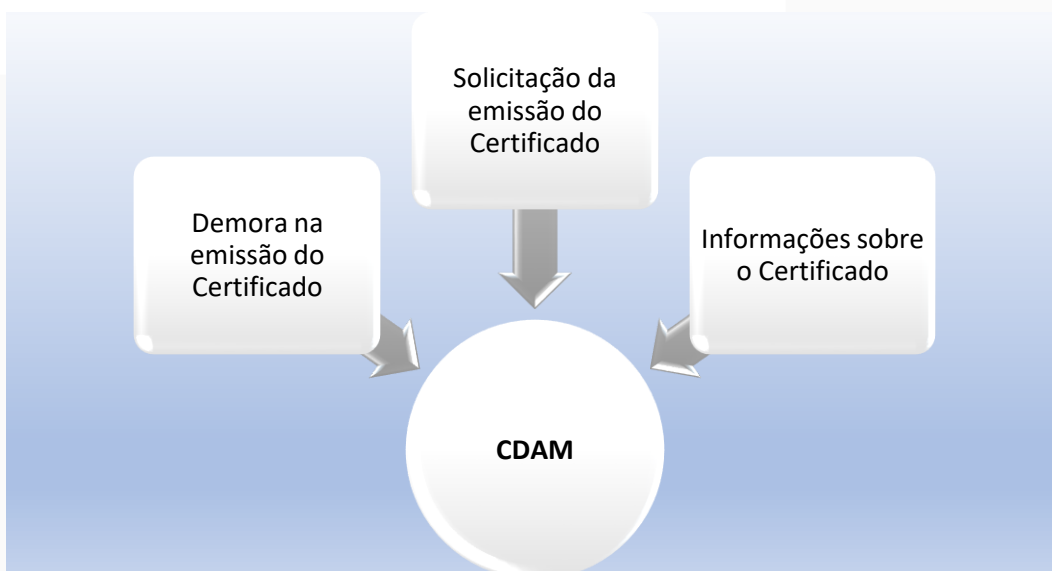 Solicitação da
emissão do
Certificado
Demora na
emissão do
Certificado
Informações sobre
o Certificado
CDAM